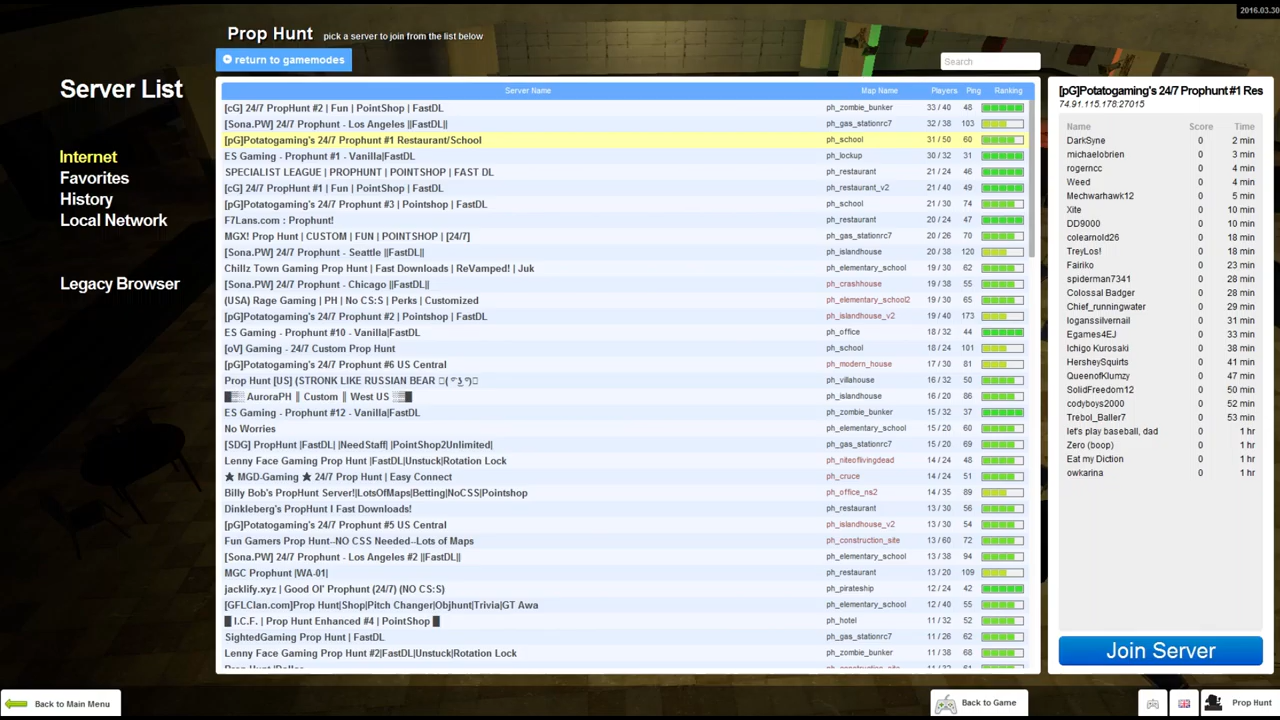 2016.03.30
Prop Hunt pick a server to join from the list below
return to gamemodes
Search
Server List
Internet
Favorites
History
Local Network
Legacy Browser
Server Name Map Name Players Ping Ranking
[cG] 24/7 PropHunt #2 | Fun | PointShop | FastDL ph_zombie_bunker 33 / 40 48
[Sona.PW] 24/7 Prophunt - Los Angeles ||FastDL|| ph_gas_stationrc7 32 / 38 103
[pG]Potatogaming's 24/7 Prophunt #1 Restaurant/School ph_school 31 / 50 60
ES Gaming - Prophunt #1 - Vanilla|FastDL ph_lockup 30 / 32 31
SPECIALIST LEAGUE | PROPHUNT | POINTSHOP | FAST DL ph_restaurant 21 / 24 46
[cG] 24/7 PropHunt #1 | Fun | PointShop | FastDL ph_restaurant_v2 21 / 40 49
[pG]Potatogaming's 24/7 Prophunt #3 | Pointshop | FastDL ph_school 21 / 30 74
F7Lans.com : Prophunt! ph_restaurant 20 / 24 47
MGX! Prop Hunt | CUSTOM | FUN | POINTSHOP | [24/7] ph_gas_stationrc7 20 / 26 70
[Sona.PW] 24/7 Prophunt - Seattle ||FastDL|| ph_islandhouse 20 / 38 120
Chillz Town Gaming Prop Hunt | Fast Downloads | ReVamped! | Juk ph_elementary_school 19 / 30 62
[Sona.PW] 24/7 Prophunt - Chicago ||FastDL|| ph_crashhouse 19 / 38 55
(USA) Rage Gaming | PH | No CS:S | Perks | Customized ph_elementary_school2 19 / 30 65
[pG]Potatogaming's 24/7 Prophunt #2 | Pointshop | FastDL ph_islandhouse_v2 19 / 40 173
ES Gaming - Prophunt #10 - Vanilla|FastDL ph_office 18 / 32 44
[oV] Gaming - 24/7 Custom Prop Hunt ph_school 18 / 24 101
[pG]Potatogaming's 24/7 Prophunt #6 US Central ph_modern_house 17 / 30 81
Prop Hunt [US] (STRONK LIKE RUSSIAN BEAR ( ͡° ͜ʖ ͡°) ph_villahouse 16 / 32 50
█▓▒░ AuroraPH ║ Custom ║ West US ░▒▓█ ph_islandhouse 16 / 20 86
ES Gaming - Prophunt #12 - Vanilla|FastDL ph_zombie_bunker 15 / 32 37
No Worries ph_elementary_school 15 / 20 60
[SDG] PropHunt |FastDL| |NeedStaff| |PointShop2Unlimited| ph_gas_stationrc7 15 / 20 69
Lenny Face Gaming Prop Hunt |FastDL|Unstuck|Rotation Lock ph_niteoflivingdead 14 / 24 48
★ MGD-Gaming ★ 24/7 Prop Hunt | Easy Connect ph_cruce 14 / 24 51
Billy Bob's PropHunt Server!|LotsOfMaps|Betting|NoCSS|Pointshop ph_office_ns2 14 / 35 89
Dinkleberg's PropHunt I Fast Downloads! ph_restaurant 13 / 30 56
[pG]Potatogaming's 24/7 Prophunt #5 US Central ph_islandhouse_v2 13 / 30 54
Fun Gamers Prop Hunt--NO CSS Needed--Lots of Maps ph_construction_site 13 / 60 72
[Sona.PW] 24/7 Prophunt - Los Angeles #2 ||FastDL|| ph_elementary_school 13 / 38 94
MGC Prophunt |WA-01| ph_restaurant 13 / 20 109
jacklify.xyz | Good Ol' Prophunt (24/7) (NO CS:S) ph_pirateship 12 / 24 42
[GFLClan.com]Prop Hunt|Shop|Pitch Changer|Objhunt|Trivia|GT Awa ph_elementary_school 12 / 40 55
█ I.C.F. | Prop Hunt Enhanced #4 | PointShop █ ph_hotel 11 / 32 52
SightedGaming Prop Hunt | FastDL ph_gas_stationrc7 11 / 26 62
Lenny Face Gaming Prop Hunt #2|FastDL|Unstuck|Rotation Lock ph_zombie_bunker 11 / 38 68
ph_construction_site 11 / 32 61
[pG]Potatogaming's 24/7 Prophunt #1 Res
74.91.115.178:27015
Name Score Time
DarkSyne 0 2 min
michaelobrien 0 3 min
rogerncc 0 4 min
Weed 0 4 min
Mechwarhawk12 0 5 min
Xite 0 10 min
DD9000 0 10 min
colearnold26 0 18 min
TreyLos! 0 18 min
Fairiko 0 23 min
spiderman7341 0 28 min
Colossal Badger 0 28 min
Chief_runningwater 0 29 min
loganssilvernail 0 31 min
Egames4EJ 0 33 min
Ichigo Kurosaki 0 38 min
HersheySquirts 0 41 min
QueenofKlumzy 0 47 min
SolidFreedom12 0 50 min
codyboys2000 0 52 min
Trebol_Baller7 0 53 min
let's play baseball, dad 0 1 hr
Zero (boop) 0 1 hr
Eat my Diction 0 1 hr
owkarina 0 1 hr
Join Server
Back to Main Menu
Back to Game
Prop Hunt